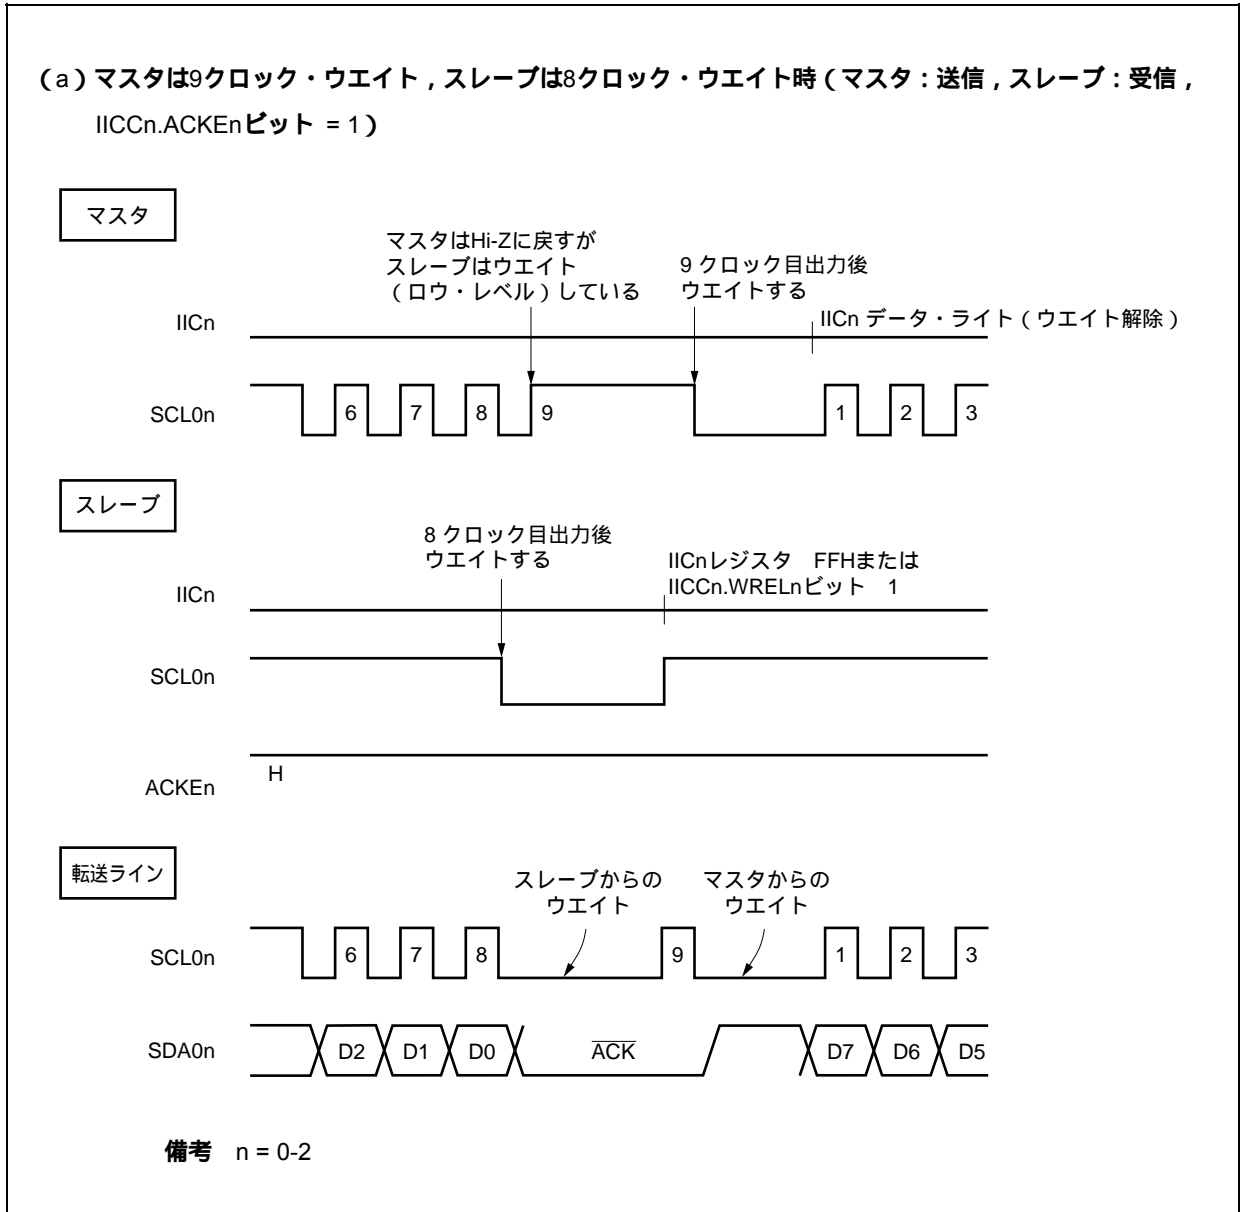 （a）マスタは9クロック・ウエイト，スレーブは8クロック・ウエイト時（マスタ：送信，スレーブ：受信，
IICCn.ACKEnビット = 1）
マスタ
マスタはHi-Zに戻すが
スレーブはウエイト
（ロウ・レベル）している
9 クロック目出力後
ウエイトする
IICn
IICn データ・ライト（ウエイト解除）
SCL0n
6 7 8 9 1 2 3
スレーブ
8 クロック目出力後
ウエイトする
IICnレジスタ　FFHまたは
IICCn.WRELnビット　1
IICn
SCL0n
H
ACKEn
転送ライン
スレーブからの
ウエイト
マスタからの
ウエイト
SCL0n
6 7 8 9 1 2 3
SDA0n
D2 D1 D0 A̅C̅K̅ D7 D6 D5
備考　n = 0-2